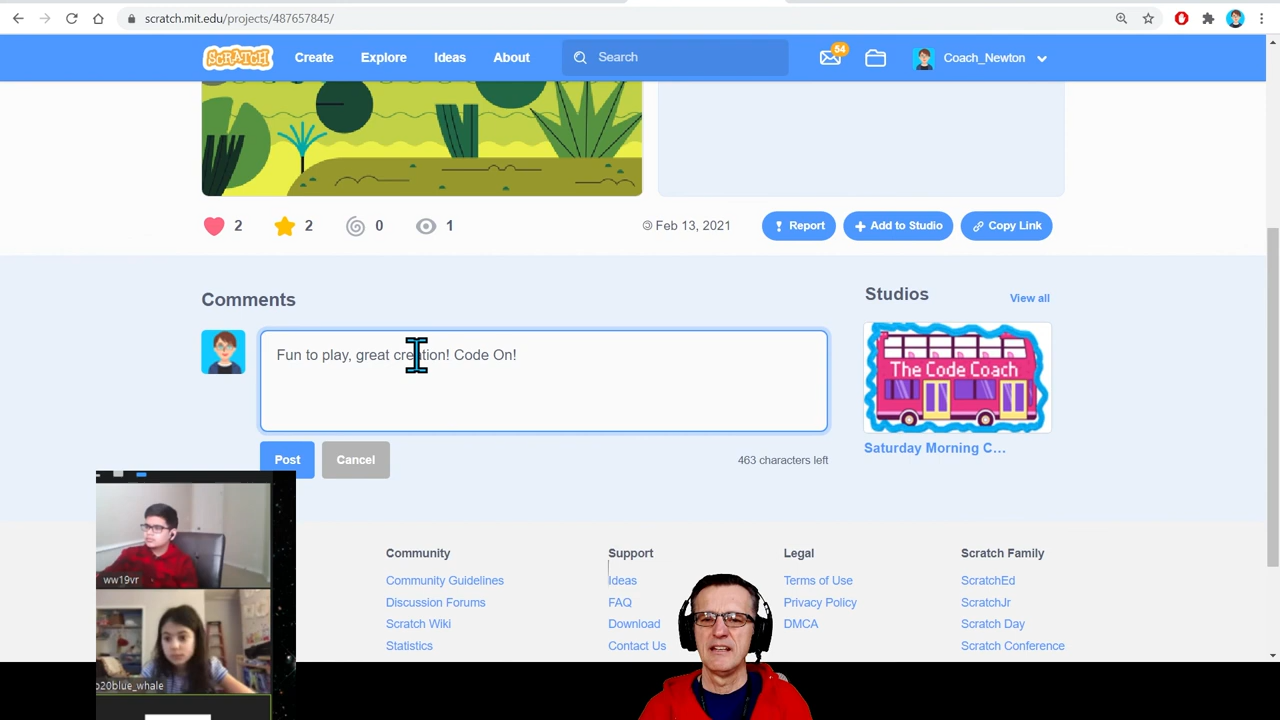 scratch.mit.edu/projects/487657845/
SCRATCH
Create
Explore
Ideas
About
Search
54
Coach_Newton
2
2
0
1
Feb 13, 2021
Report
Add to Studio
Copy Link
Comments
Studios
View all
Fun to play, great creation! Code On!
The Code Coach
Saturday Morning C...
Post
Cancel
463 characters left
ww19vr
o20blue_whale
Community
Support
Legal
Scratch Family
Community Guidelines
Ideas
Terms of Use
ScratchEd
Discussion Forums
FAQ
Privacy Policy
ScratchJr
Scratch Wiki
Download
DMCA
Scratch Day
Statistics
Contact Us
Scratch Conference